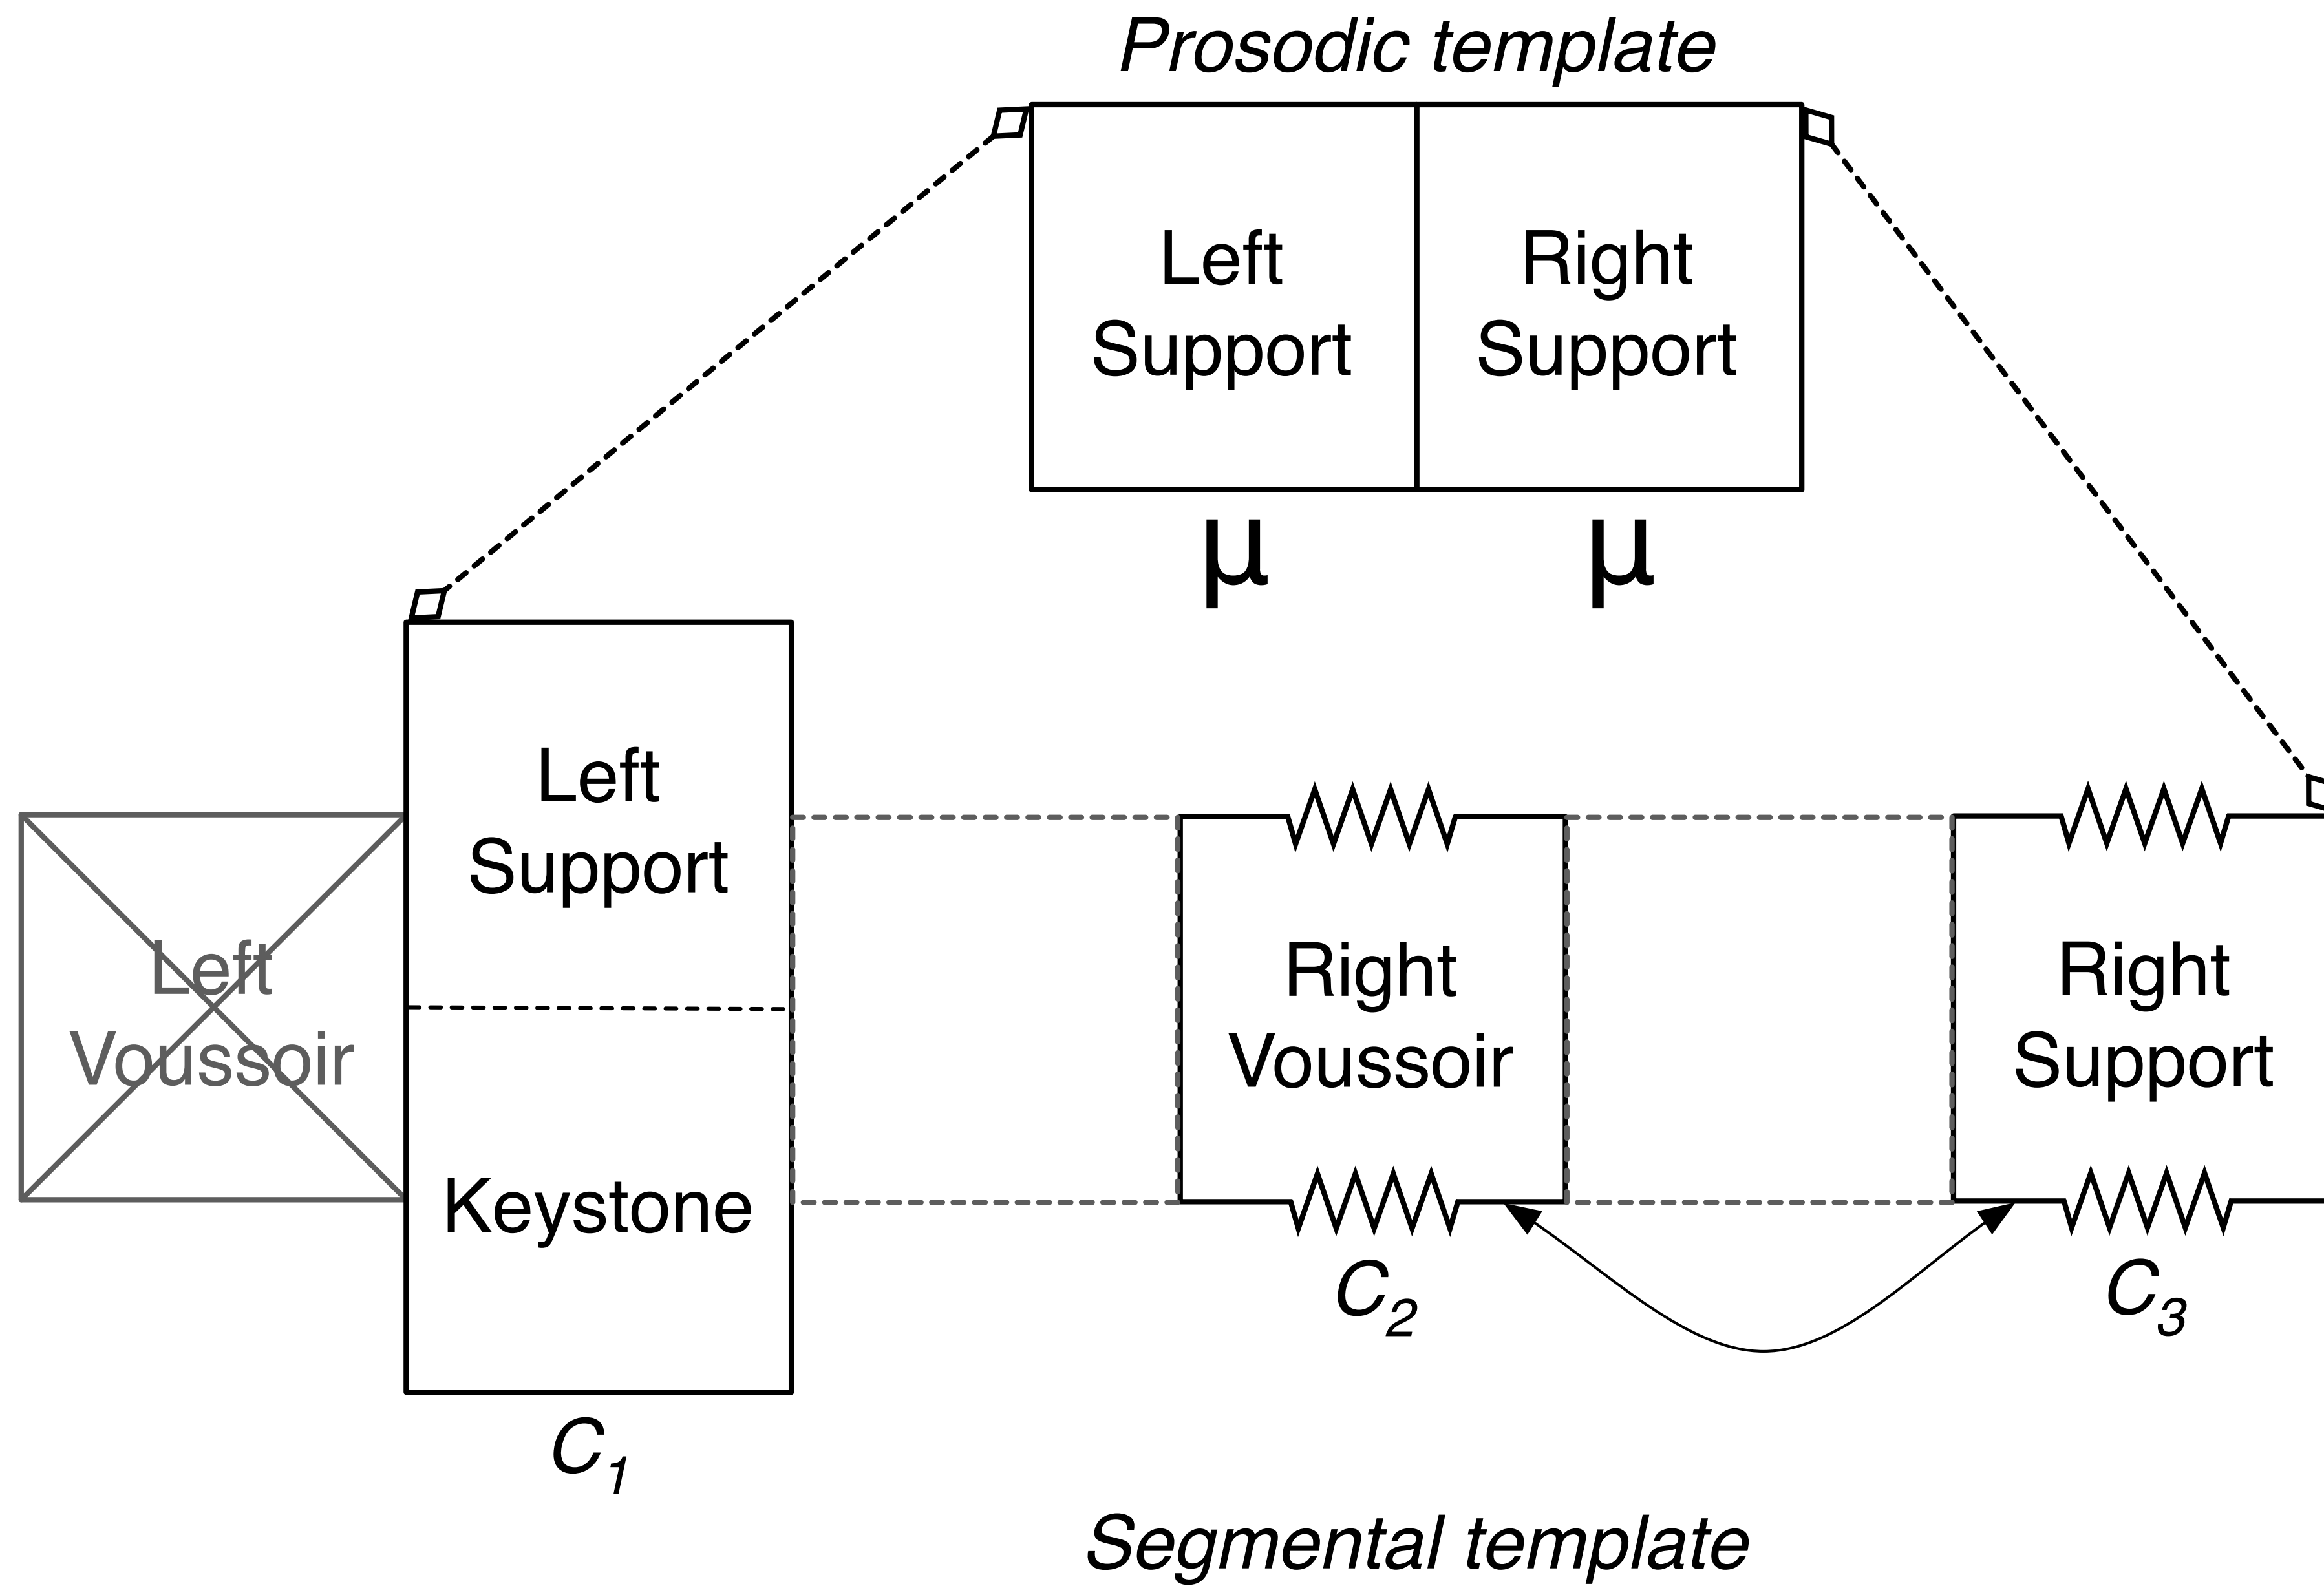 Prosodic template
Left
Support
Right
Support
μ
μ
Left
Support
Left
Voussoir
Keystone
Right
Voussoir
Right
Support
C1
C2
C3
Segmental template